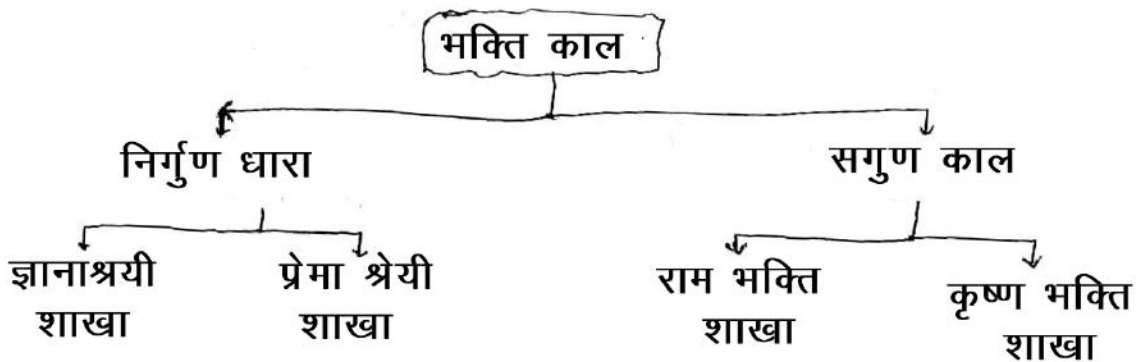 भक्ति काल
निर्गुण धारा
सगुण काल
ज्ञानाश्रयी
शाखा
प्रेमा श्रेयी
शाखा
राम भक्ति
शाखा
कृष्ण भक्ति
शाखा